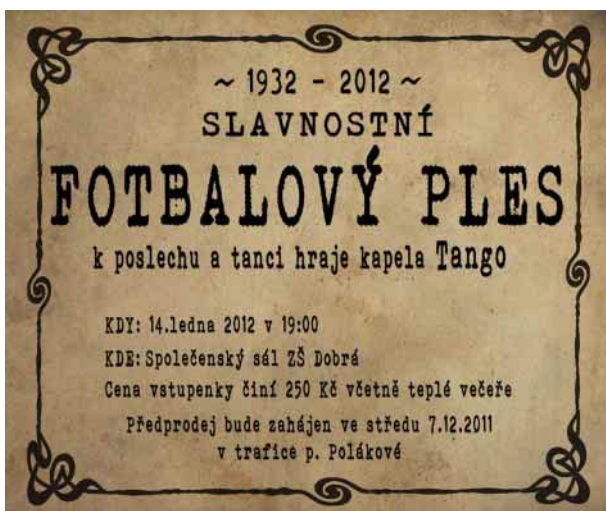 ~ 1932 - 2012 ~
SLAVNOSTNÍ
FOTBALOVÝ PLES
k poslechu a tanci hraje kapela Tango
KDY: 14.ledna 2012 v 19:00
KDE: Společenský sál ZŠ Dobrá
Cena vstupenky činí 250 Kč včetně teplé večeře
Předprodej bude zahájen ve středu 7.12.2011
v trafice p. Polákové